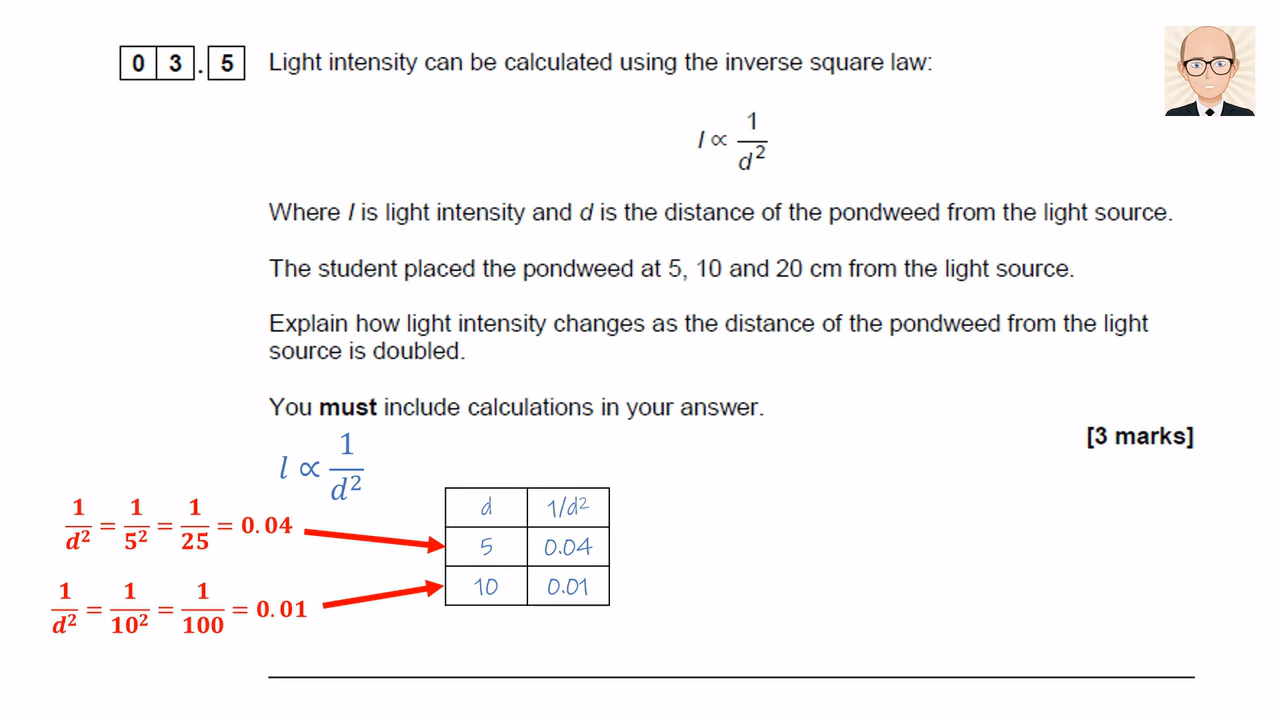 0 3 . 5 Light intensity can be calculated using the inverse square law:
I ∝ 1/d²
Where I is light intensity and d is the distance of the pondweed from the light source.
The student placed the pondweed at 5, 10 and 20 cm from the light source.
Explain how light intensity changes as the distance of the pondweed from the light
source is doubled.
You must include calculations in your answer.
[3 marks]
l ∝ 1/d²
1/d² = 1/5² = 1/25 = 0.04
1/d² = 1/10² = 1/100 = 0.01
d 1/d²
5 0.04
10 0.01